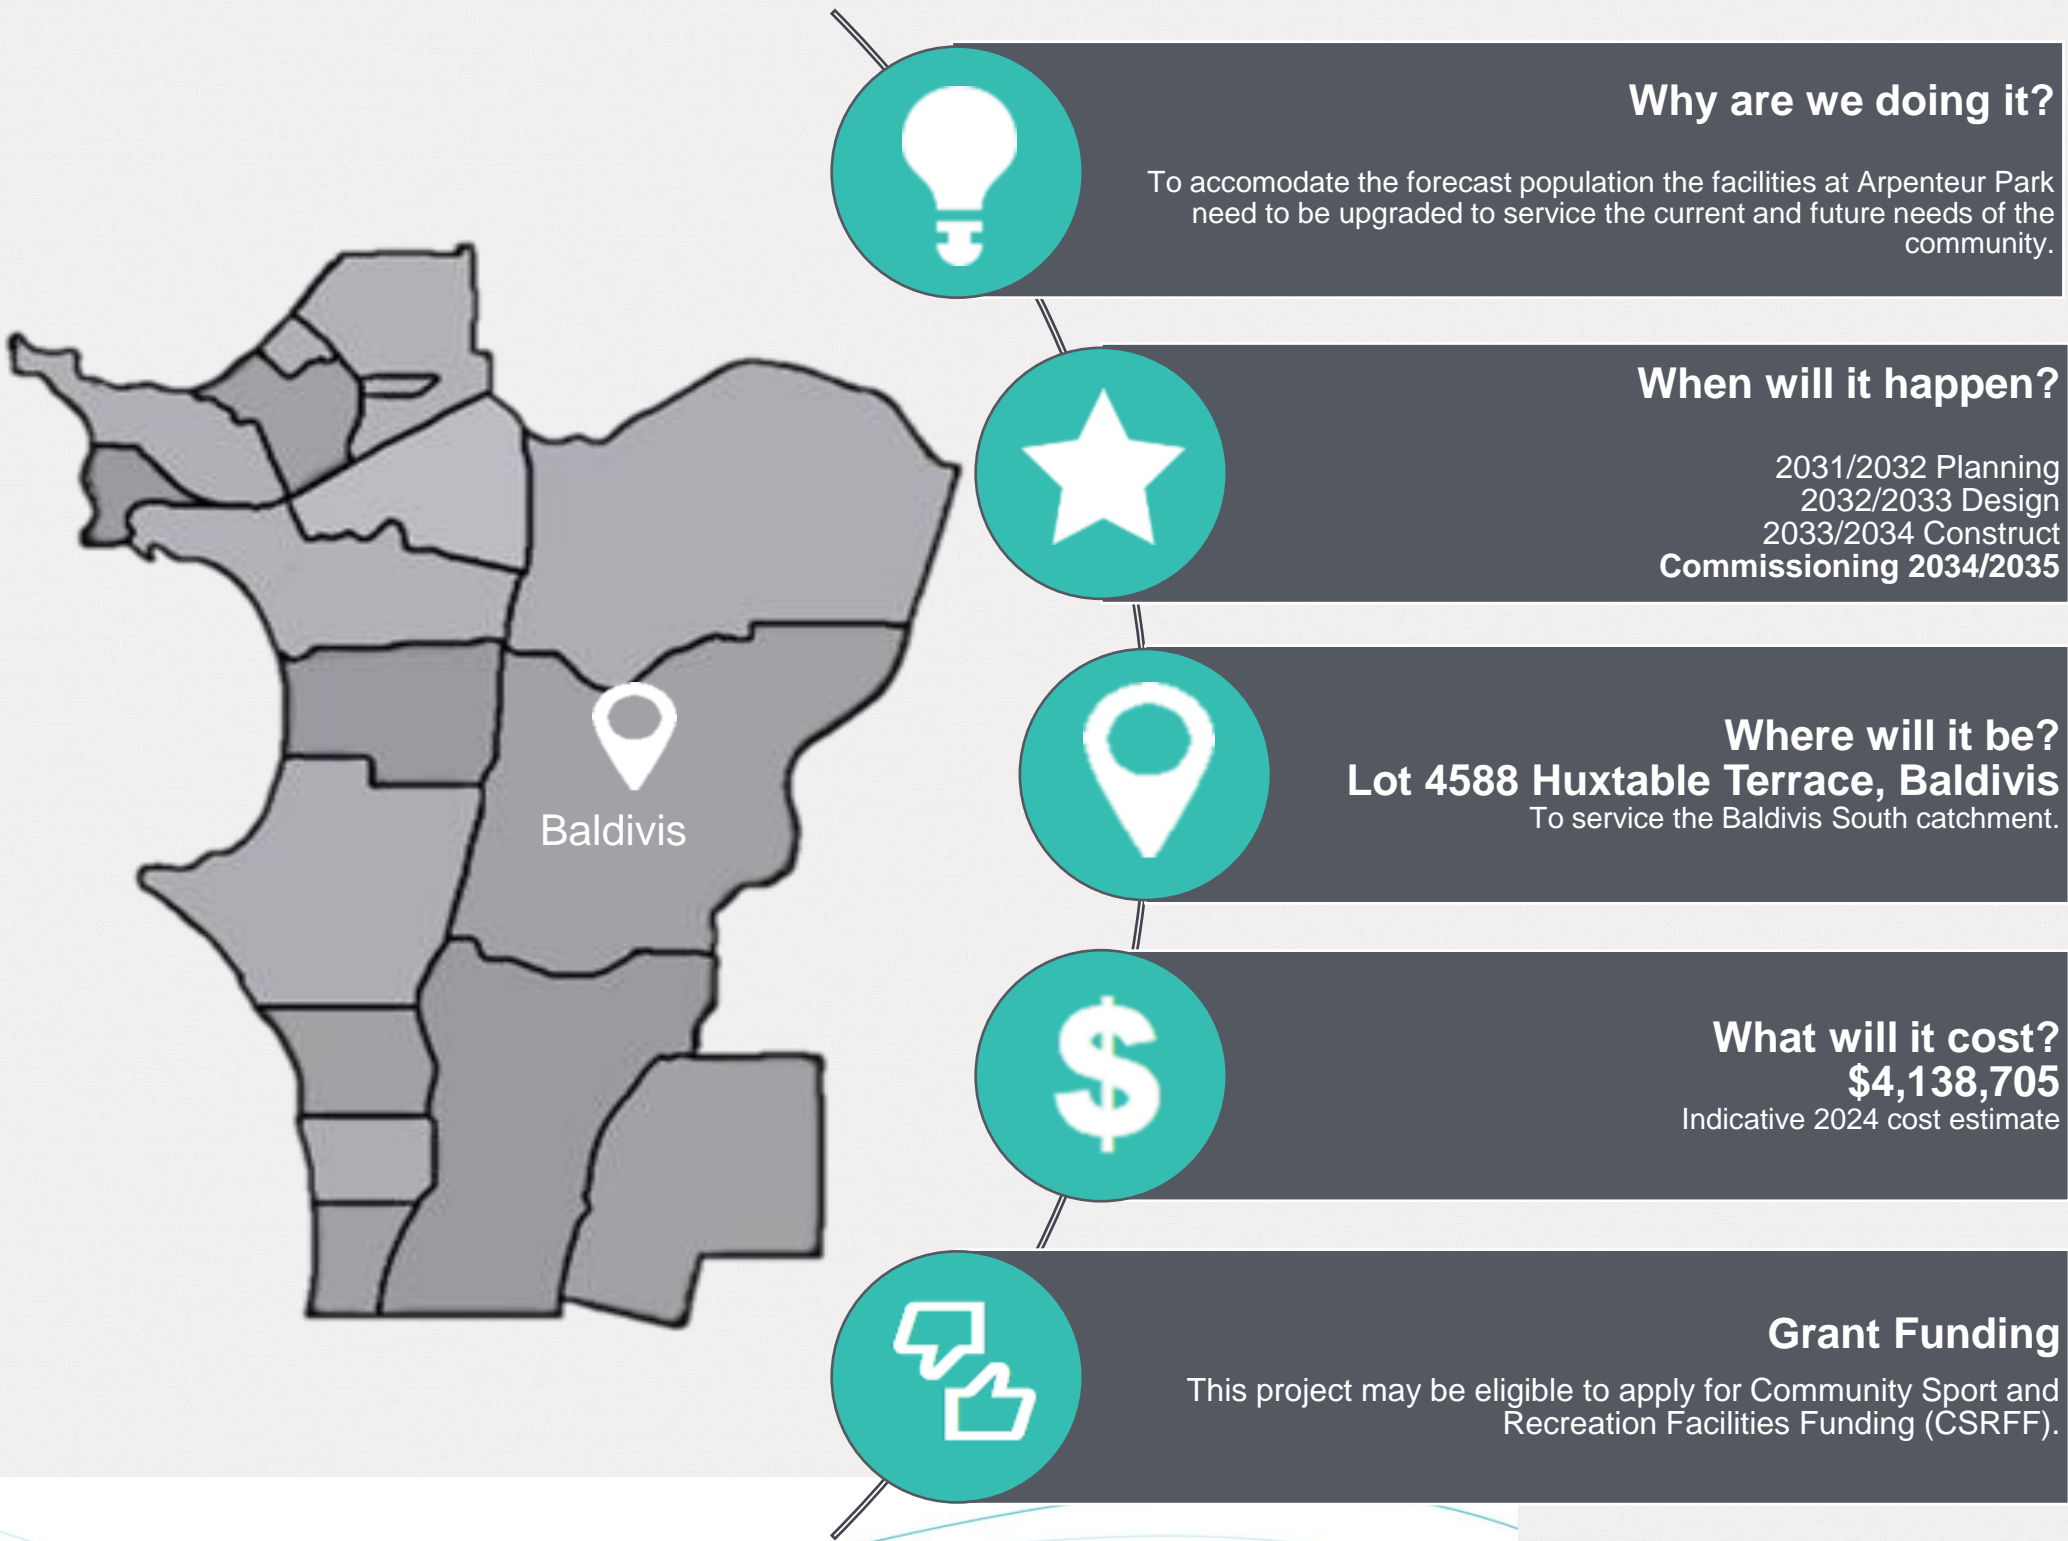 Why are we doing it?
To accomodate the forecast population the facilities at Arpenteur Park
need to be upgraded to service the current and future needs of the
community.
When will it happen?
2031/2032 Planning
2032/2033 Design
2033/2034 Construct
Commissioning 2034/2035
Where will it be?
Lot 4588 Huxtable Terrace, Baldivis
To service the Baldivis South catchment.
Baldivis
What will it cost?
$4,138,705
Indicative 2024 cost estimate
Grant Funding
This project may be eligible to apply for Community Sport and
Recreation Facilities Funding (CSRFF).